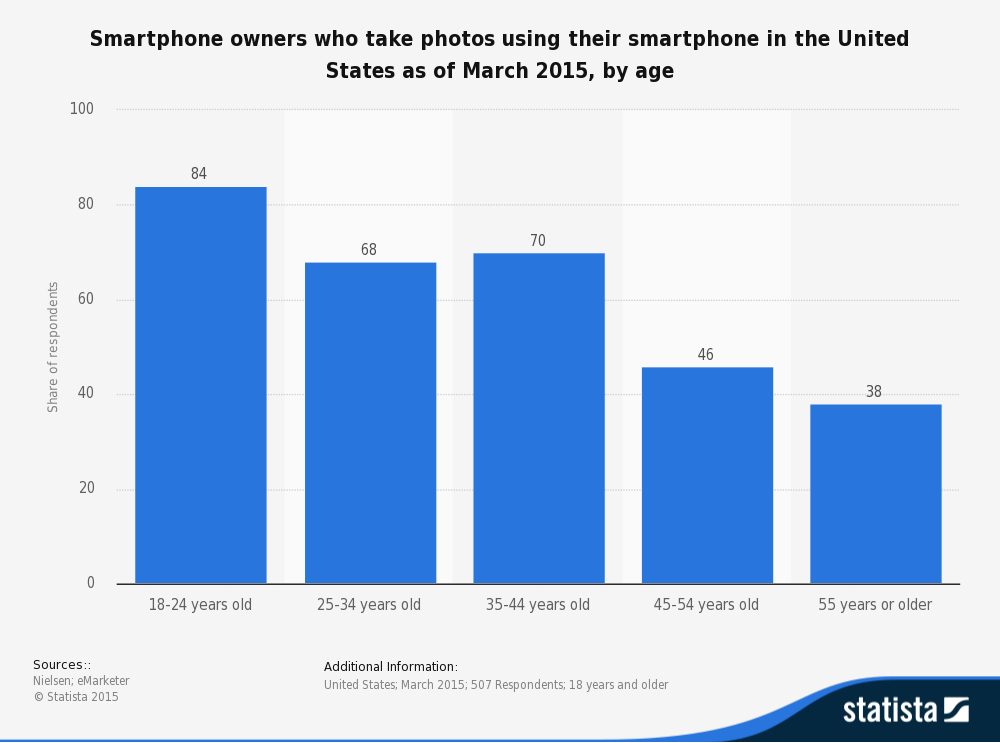 Smartphone owners who take photos using their smartphone in the United
States as of March 2015, by age
100
80
60
40
20
0
Share of respondents
84
68
70
46
38
18-24 years old
25-34 years old
35-44 years old
45-54 years old
55 years or older
Sources::
Nielsen; eMarketer
© Statista 2015
Additional Information:
United States; March 2015; 507 Respondents; 18 years and older
statista